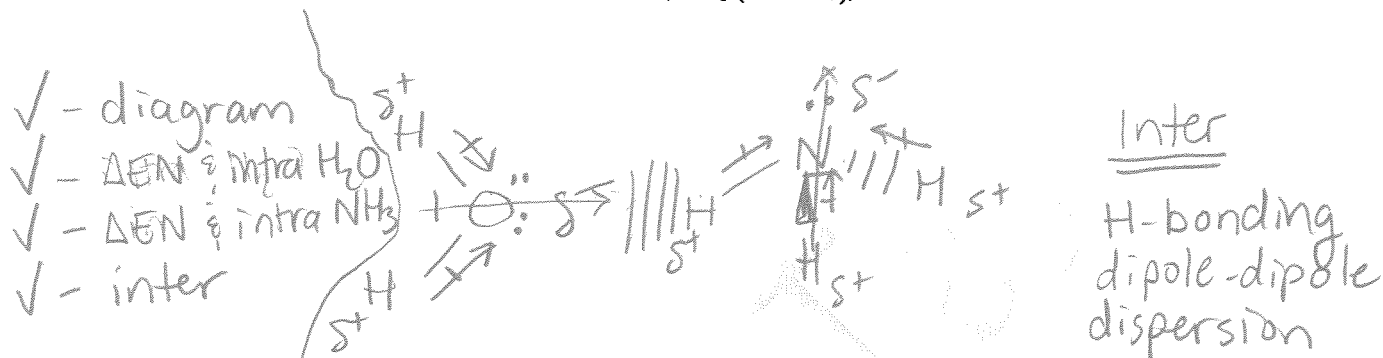 ✓ - diagram
✓ - ΔEN & intra H₂O
✓ - ΔEN & intra NH₃
✓ - inter
δ⁺
H
O
δ⁻
H
δ⁺
H
δ⁺
δ⁻
N
H
δ⁺
H
δ⁺
Inter
H-bonding
dipole-dipole
dispersion